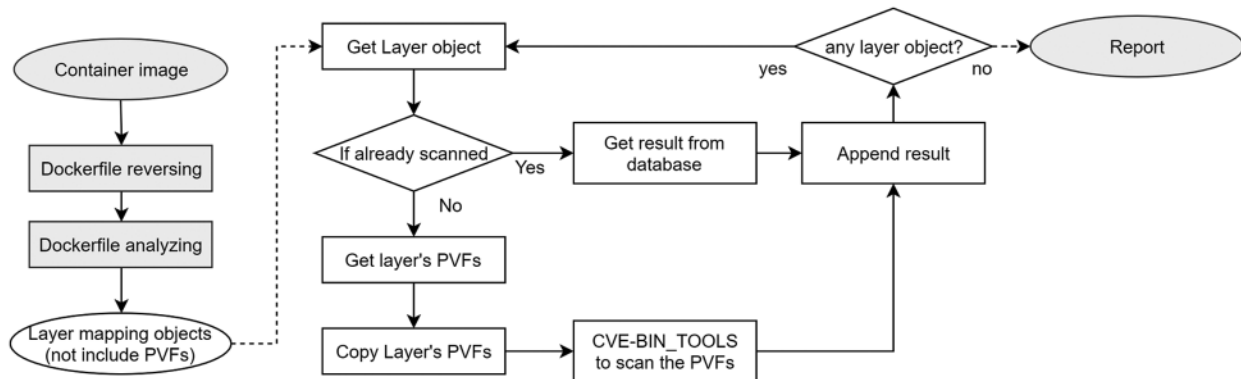 Container image
Dockerfile reversing
Dockerfile analyzing
Layer mapping objects
(not include PVFs)
Get Layer object
If already scanned
Yes
No
Get result from
database
Append result
any layer object?
yes
no
Report
Get layer's PVFs
Copy Layer's PVFs
CVE-BIN_TOOLS
to scan the PVFs